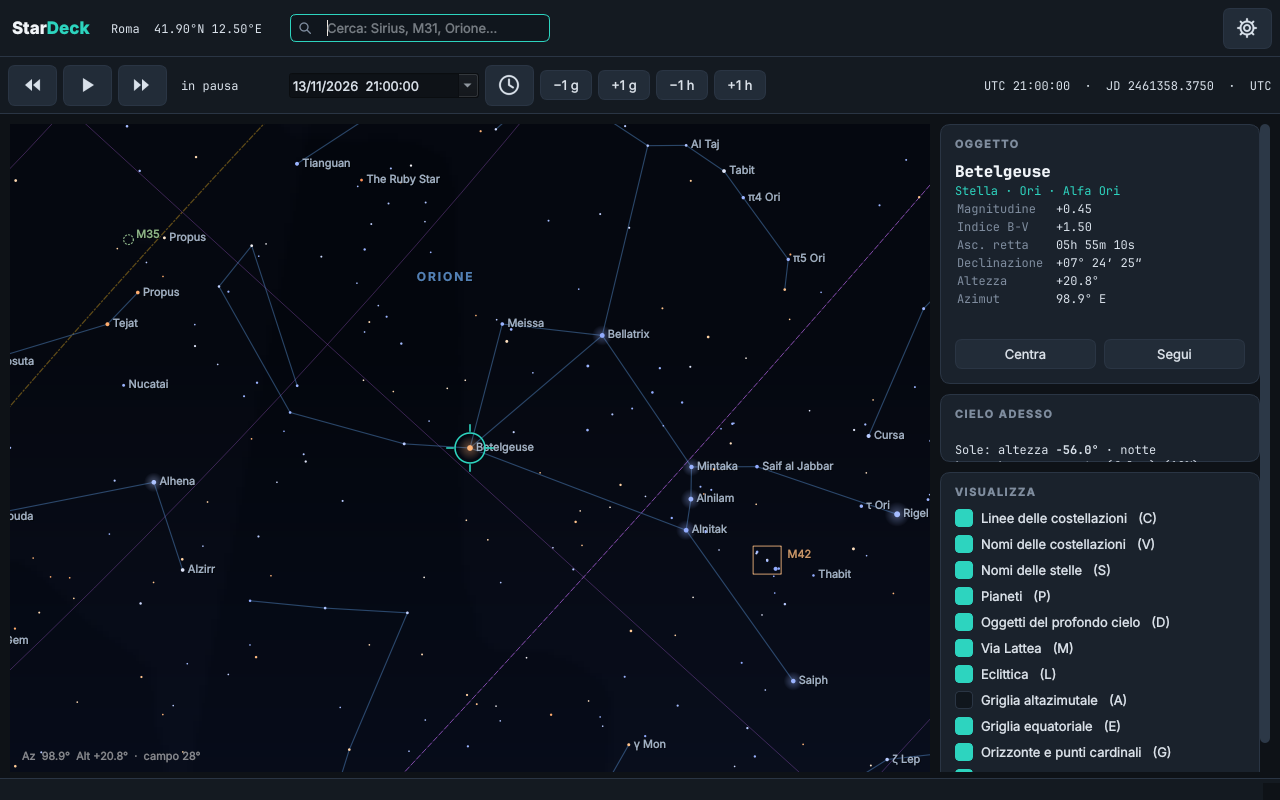 StarDeck Roma 41.90°N 12.50°E Cerca: Sirius, M31, Orione...
in pausa 13/11/2026 21:00:00 −1 g +1 g −1 h +1 h UTC 21:00:00 · JD 2461358.3750 · UTC
Tianguan
The Ruby Star
Al Taj
Tabit
π4 Ori
M35
Propus
π5 Ori
ORIONE
Propus
Tejat
Meissa
Bellatrix
osuta
Nucatai
Betelgeuse
Cursa
Mintaka
Saif al Jabbar
Alhena
Alnilam
τ Ori
Rigel
ouda
Alnitak
M42
Alzirr
Thabit
Gem
Saiph
γ Mon
ζ Lep
Az 98.9° Alt +20.8° · campo 28°
OGGETTO
Betelgeuse
Stella · Ori · Alfa Ori
Magnitudine +0.45
Indice B-V +1.50
Asc. retta 05h 55m 10s
Declinazione +07° 24′ 25″
Altezza +20.8°
Azimut 98.9° E
Centra Segui
CIELO ADESSO
Sole: altezza -56.0° · notte
VISUALIZZA
Linee delle costellazioni (C)
Nomi delle costellazioni (V)
Nomi delle stelle (S)
Pianeti (P)
Oggetti del profondo cielo (D)
Via Lattea (M)
Eclittica (L)
Griglia altazimutale (A)
Griglia equatoriale (E)
Orizzonte e punti cardinali (G)